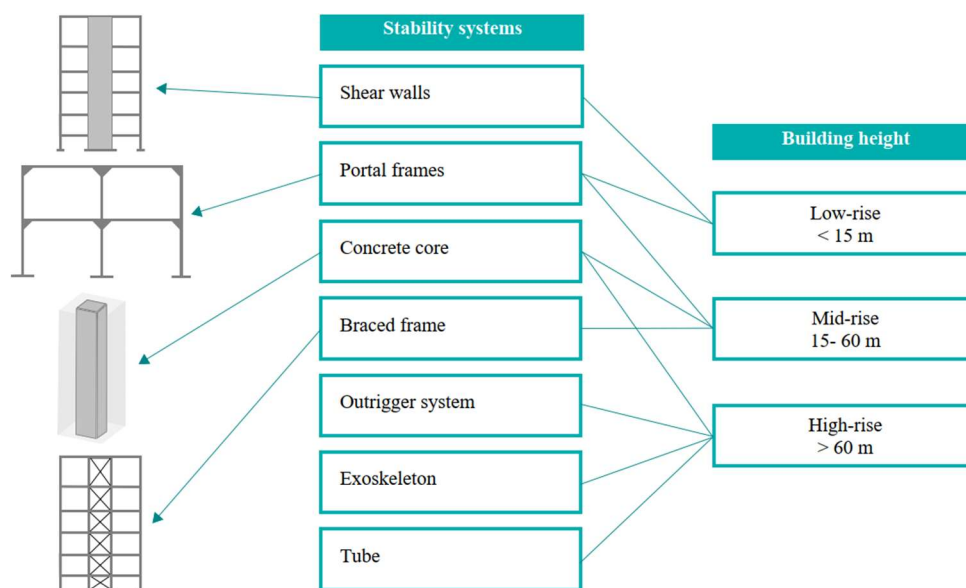 Stability systems
Shear walls
Portal frames
Concrete core
Braced frame
Outrigger system
Exoskeleton
Tube
Building height
Low-rise
< 15 m
Mid-rise
15- 60 m
High-rise
> 60 m